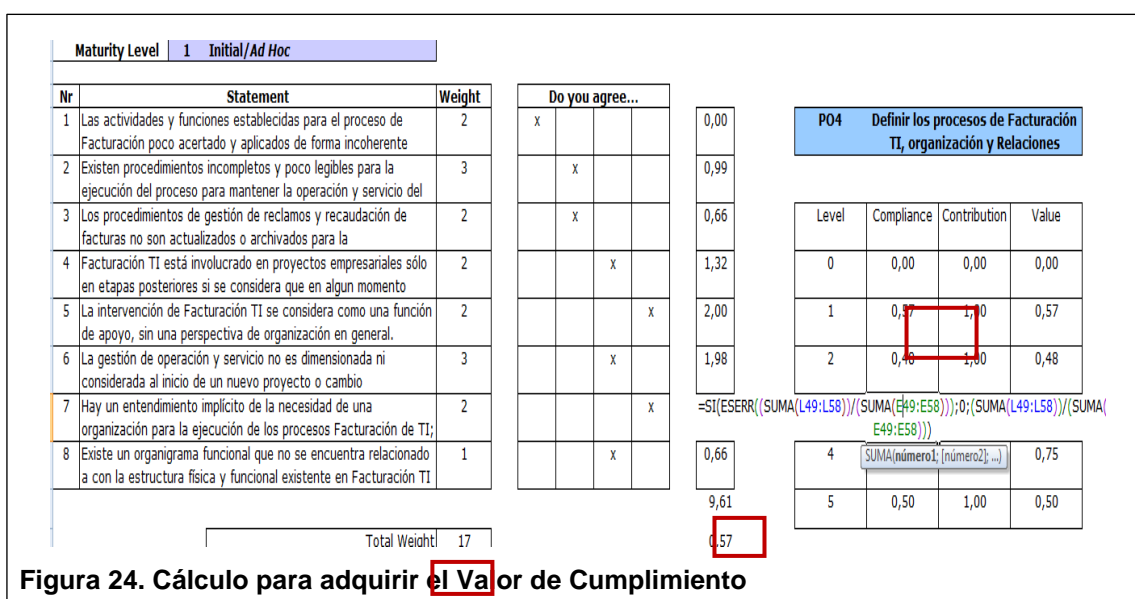 Maturity Level 1 Initial/Ad Hoc
Nr Statement Weight Do you agree...
1 Las actividades y funciones establecidas para el proceso de 2 x 0,00
Facturación poco acertado y aplicados de forma incoherente
PO4 Definir los procesos de Facturación
TI, organización y Relaciones
2 Existen procedimientos incompletos y poco legibles para la 3 x 0,99
ejecución del proceso para mantener la operación y servicio del
3 Los procedimientos de gestión de reclamos y recaudación de 2 x 0,66
facturas no son actualizados o archivados para la
Level Compliance Contribution Value
4 Facturación TI está involucrado en proyectos empresariales sólo 2 x 1,32
en etapas posteriores si se considera que en algun momento
0 0,00 0,00 0,00
5 La intervención de Facturación TI se considera como una función 2 x 2,00
de apoyo, sin una perspectiva de organización en general.
1 0,57 1,00 0,57
6 La gestión de operación y servicio no es dimensionada ni 3 x 1,98
considerada al inicio de un nuevo proyecto o cambio
2 0,48 1,00 0,48
7 Hay un entendimiento implícito de la necesidad de una 2 x
organización para la ejecución de los procesos Facturación de TI;
=SI(ESERR((SUMA(L49:L58))/(SUMA(E49:E58)));0;(SUMA(L49:L58))/(SUMA(
E49:E58)))
8 Existe un organigrama funcional que no se encuentra relacionado 1 x 0,66
a con la estructura física y funcional existente en Facturación TI
4 SUMA(número1; [número2]; ...) 0,75
9,61
5 0,50 1,00 0,50
Total Weight 17 0,57
Figura 24. Cálculo para adquirir el Valor de Cumplimiento